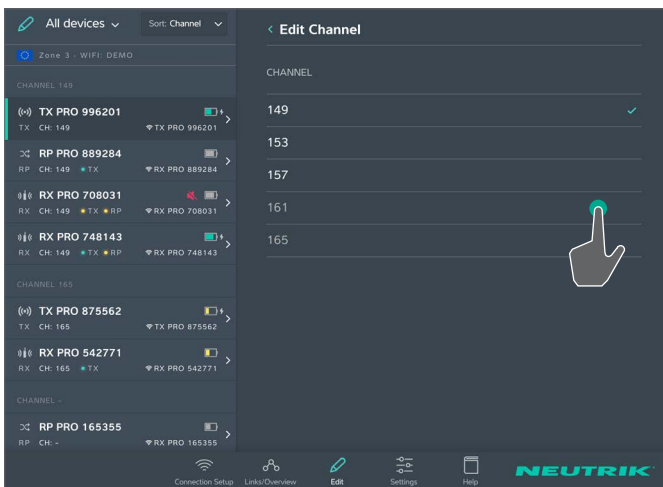 All devices
Sort: Channel
Zone 3 - WIFI: DEMO
CHANNEL 149
TX PRO 996201
TX CH: 149 TX PRO 996201
RP PRO 889284
RP CH: 149 TX RX PRO 889284
RX PRO 708031
RX CH: 149 TX RP RX PRO 708031
RX PRO 748143
RX CH: 149 TX RP RX PRO 748143
CHANNEL 165
TX PRO 875562
TX CH: 165 TX PRO 875562
RX PRO 542771
RX CH: 165 TX RX PRO 542771
CHANNEL -
RP PRO 165355
RP CH: - RX PRO 165355
Edit Channel
CHANNEL
149
153
157
161
165
Connection Setup Links/Overview Edit Settings Help
NEUTRIK